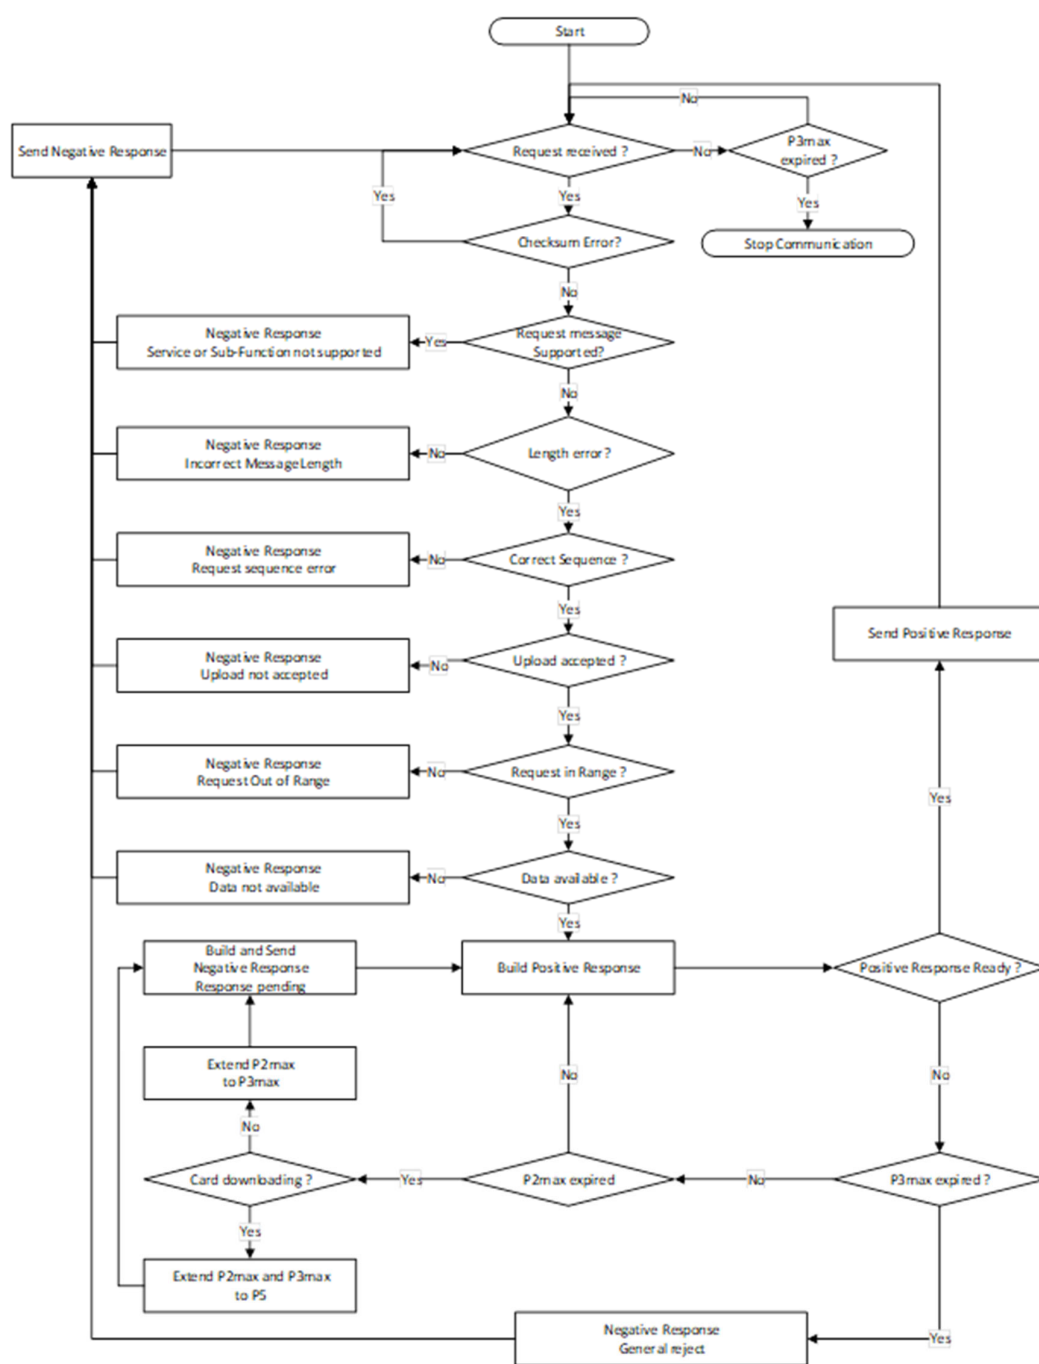 Start
No
Send Negative Response
Request received ?
No
P3max
expired ?
Yes
Yes
Yes
Checksum Error?
Stop Communication
No
Negative Response
Service or Sub-Function not supported
Yes
Request message
Supported?
No
Negative Response
Incorrect Message Length
No
Length error?
Yes
Negative Response
Request sequence error
No
Correct Sequence ?
Yes
Send Positive Response
Negative Response
Upload not accepted
No
Upload accepted ?
Yes
Negative Response
Request Out of Range
No
Request in Range ?
Yes
Yes
Negative Response
Data not available
No
Data available ?
Yes
Build and Send
Negative Response
Response pending
Build Positive Response
Positive Response Ready ?
Extend P2max
to P3max
No
No
No
Card downloading ?
Yes
P2max expired
No
P3max expired ?
Yes
Extend P2max and P3max
to P5
Negative Response
General reject
Yes